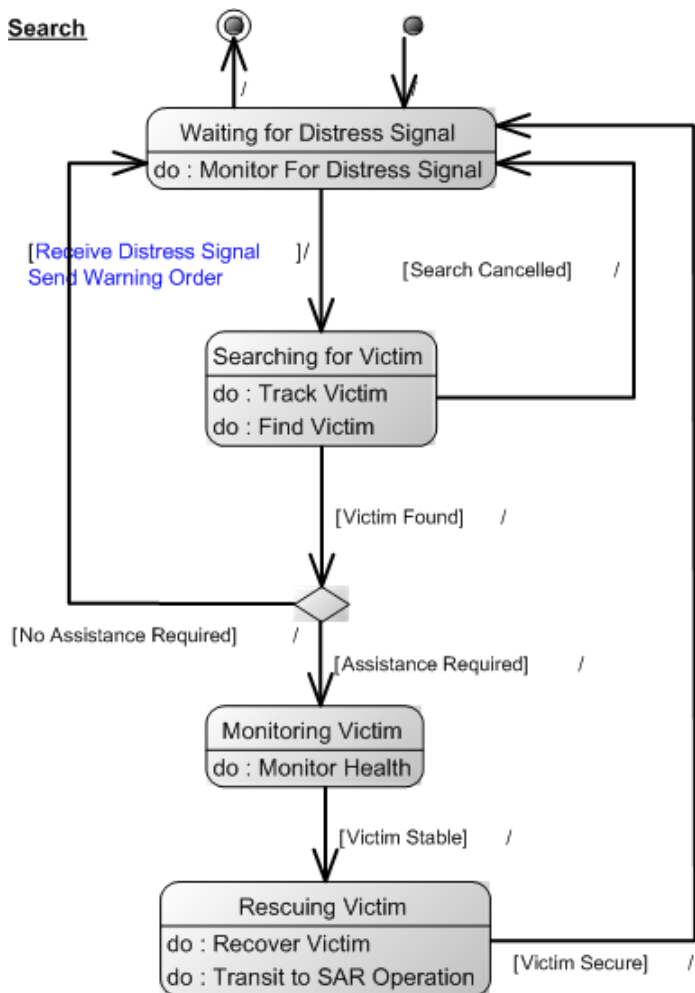 Search
/
/
Waiting for Distress Signal
do : Monitor For Distress Signal
[Receive Distress Signal ]/
Send Warning Order
[Search Cancelled] /
Searching for Victim
do : Track Victim
do : Find Victim
[Victim Found] /
[No Assistance Required] /
[Assistance Required] /
Monitoring Victim
do : Monitor Health
[Victim Stable] /
Rescuing Victim
do : Recover Victim
do : Transit to SAR Operation
[Victim Secure] /